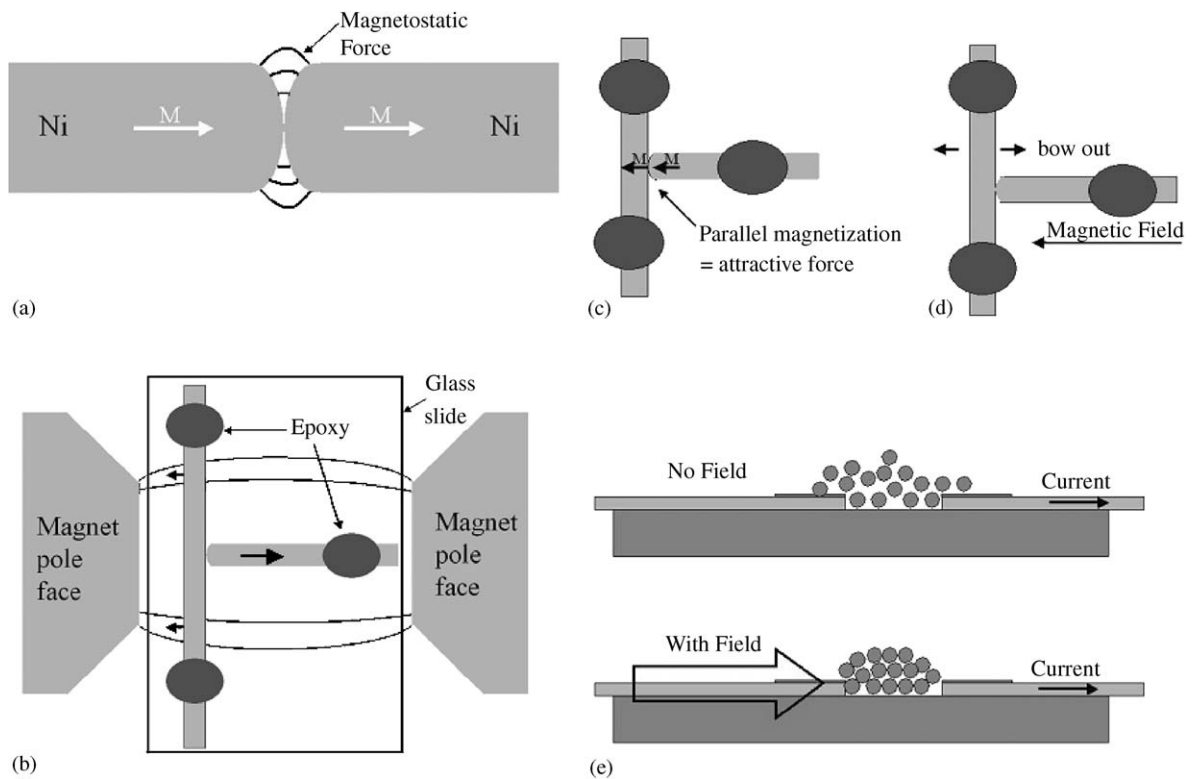 Magnetostatic
Force
Ni
M
M
Ni
(a)
M
M
Parallel magnetization
= attractive force
(c)
bow out
Magnetic Field
(d)
Glass
slide
Epoxy
Magnet
pole
face
Magnet
pole
face
(b)
No Field
Current
With Field
Current
(e)